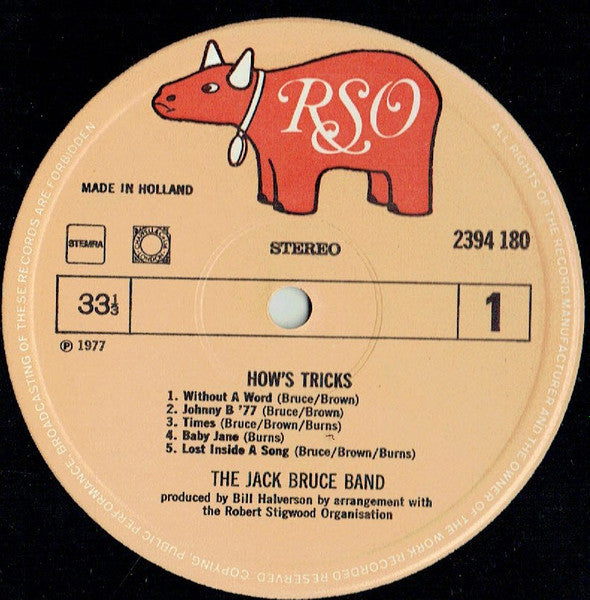 RSO
MADE IN HOLLAND
STEMRA
STEREO
2394 180
33⅓
1
℗ 1977
HOW'S TRICKS
1. Without A Word (Bruce/Brown)
2. Johnny B '77 (Bruce/Brown)
3. Times (Bruce/Brown/Burns)
4. Baby Jane (Burns)
5. Lost Inside A Song (Bruce/Brown/Burns)
THE JACK BRUCE BAND
produced by Bill Halverson by arrangement with
the Robert Stigwood Organisation
ALL RIGHTS OF THE RECORD MANUFACTURER AND THE OWNER OF THE WORK RECORDED RESERVED. COPYING, PUBLIC PERFORMANCE, BROADCASTING OF THESE RECORDS ARE FORBIDDEN